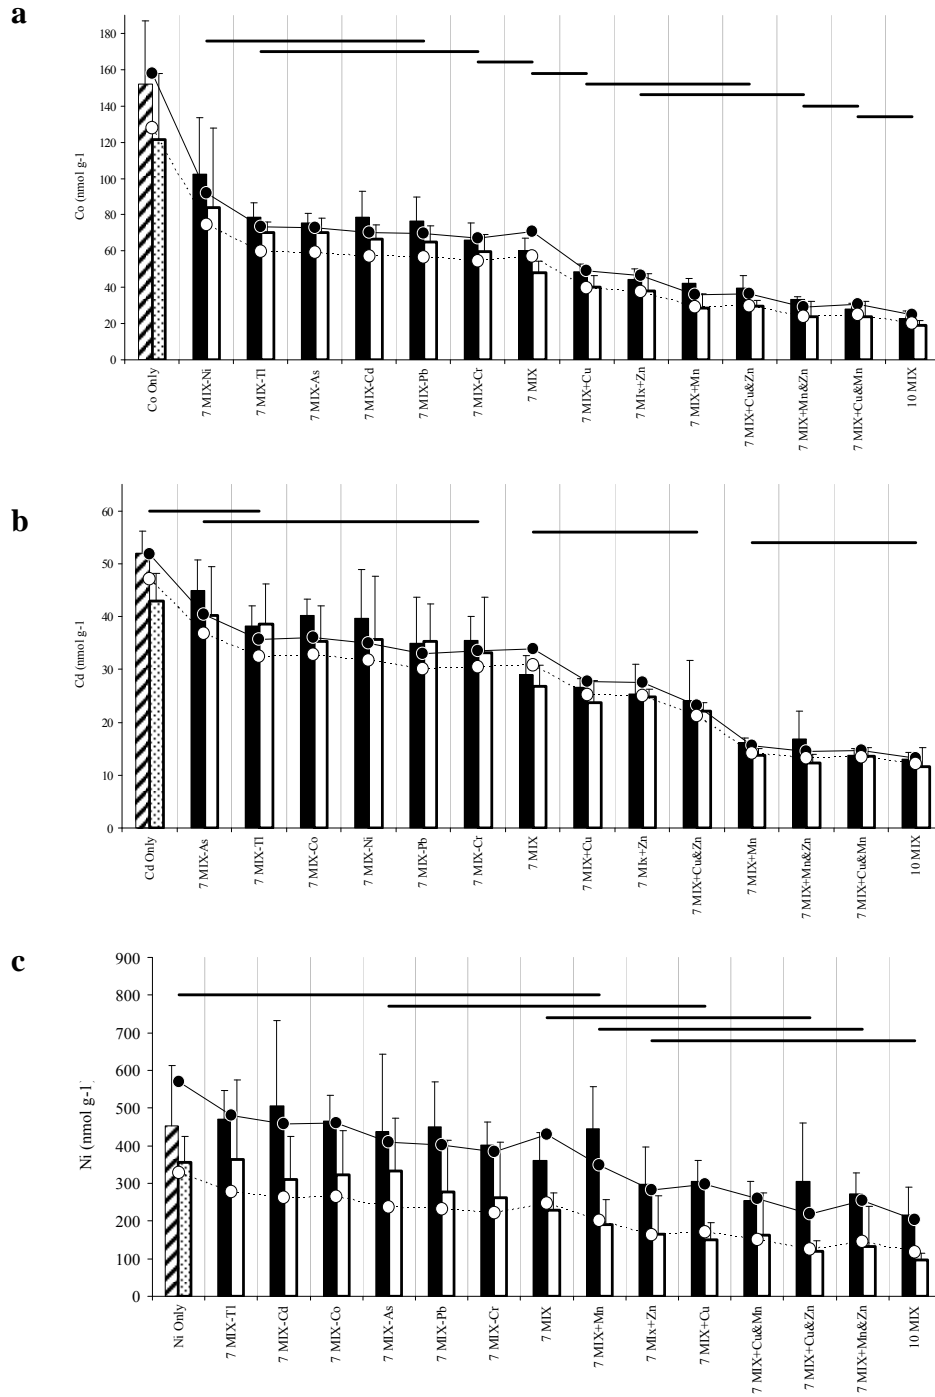 a
180
160
140
120
100
80
60
40
20
0
Co (nmol g-1
Co Only
7 MIX-Ni
7 MIX-Tl
7 MIX-As
7 MIX-Cd
7 MIX-Pb
7 MIX-Cr
7 MIX
7 MIX+Cu
7 MIx+Zn
7 MIX+Mn
7 MIX+Cu&Zn
7 MIX+Mn&Zn
7 MIX+Cu&Mn
10 MIX
b
60
50
40
30
20
10
0
Cd (nmol g-1
Cd Only
7 MIX-As
7 MIX-Tl
7 MIX-Co
7 MIX-Ni
7 MIX-Pb
7 MIX-Cr
7 MIX
7 MIX+Cu
7 MIx+Zn
7 MIX+Cu&Zn
7 MIX+Mn
7 MIX+Mn&Zn
7 MIX+Cu&Mn
10 MIX
c
900
800
700
600
500
400
300
200
100
0
Ni (nmol g-1
Ni Only
7 MIX-Tl
7 MIX-Cd
7 MIX-Co
7 MIX-As
7 MIX-Pb
7 MIX-Cr
7 MIX
7 MIX+Mn
7 MIx+Zn
7 MIX+Cu
7 MIX+Cu&Mn
7 MIX+Cu&Zn
7 MIX+Mn&Zn
10 MIX